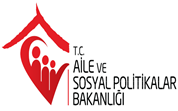 T.C.
AİLE VE
SOSYAL POLİTİKALAR
BAKANLIĞI